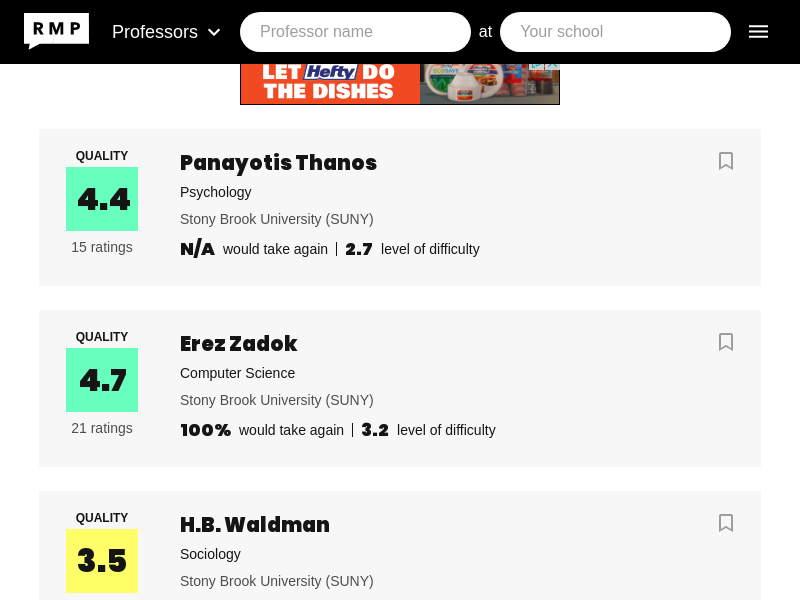 RMP Professors Professor name at Your school
LET Hefty DO
THE DISHES
ECOSAVE
QUALITY
4.4
15 ratings
Panayotis Thanos
Psychology
Stony Brook University (SUNY)
N/A would take again | 2.7 level of difficulty
QUALITY
4.7
21 ratings
Erez Zadok
Computer Science
Stony Brook University (SUNY)
100% would take again | 3.2 level of difficulty
QUALITY
3.5
H.B. Waldman
Sociology
Stony Brook University (SUNY)